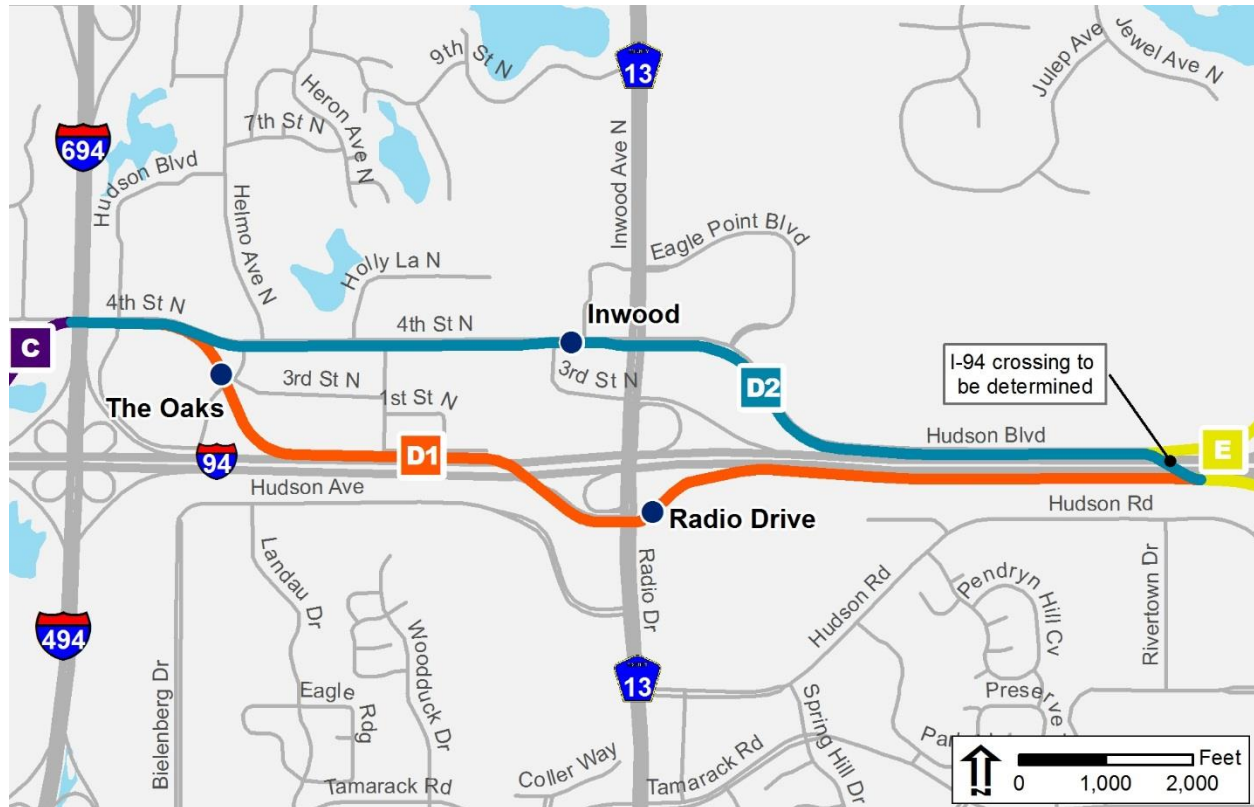 9th St N
13
Julep Ave
Jewel Ave N
694
7th St N
Heron Ave N
Hudson Blvd
Helmo Ave N
Inwood Ave N
Eagle Point Blvd
Holly La N
4th St N
4th St N
Inwood
C
3rd St N
3rd St N
I-94 crossing to
be determined
The Oaks
1st St N
D2
94
D1
Hudson Blvd
E
Hudson Ave
Radio Drive
Hudson Rd
Landau Dr
Radio Dr
Hudson Rd
Pendryn Hill Cv
Rivertown Dr
494
Woodduck Dr
Bielenberg Dr
13
Eagle
Rdg
Spring Hill Dr
Preserve
Tamarack Rd
Coller Way
Tamarack Rd
N
Feet
0 1,000 2,000